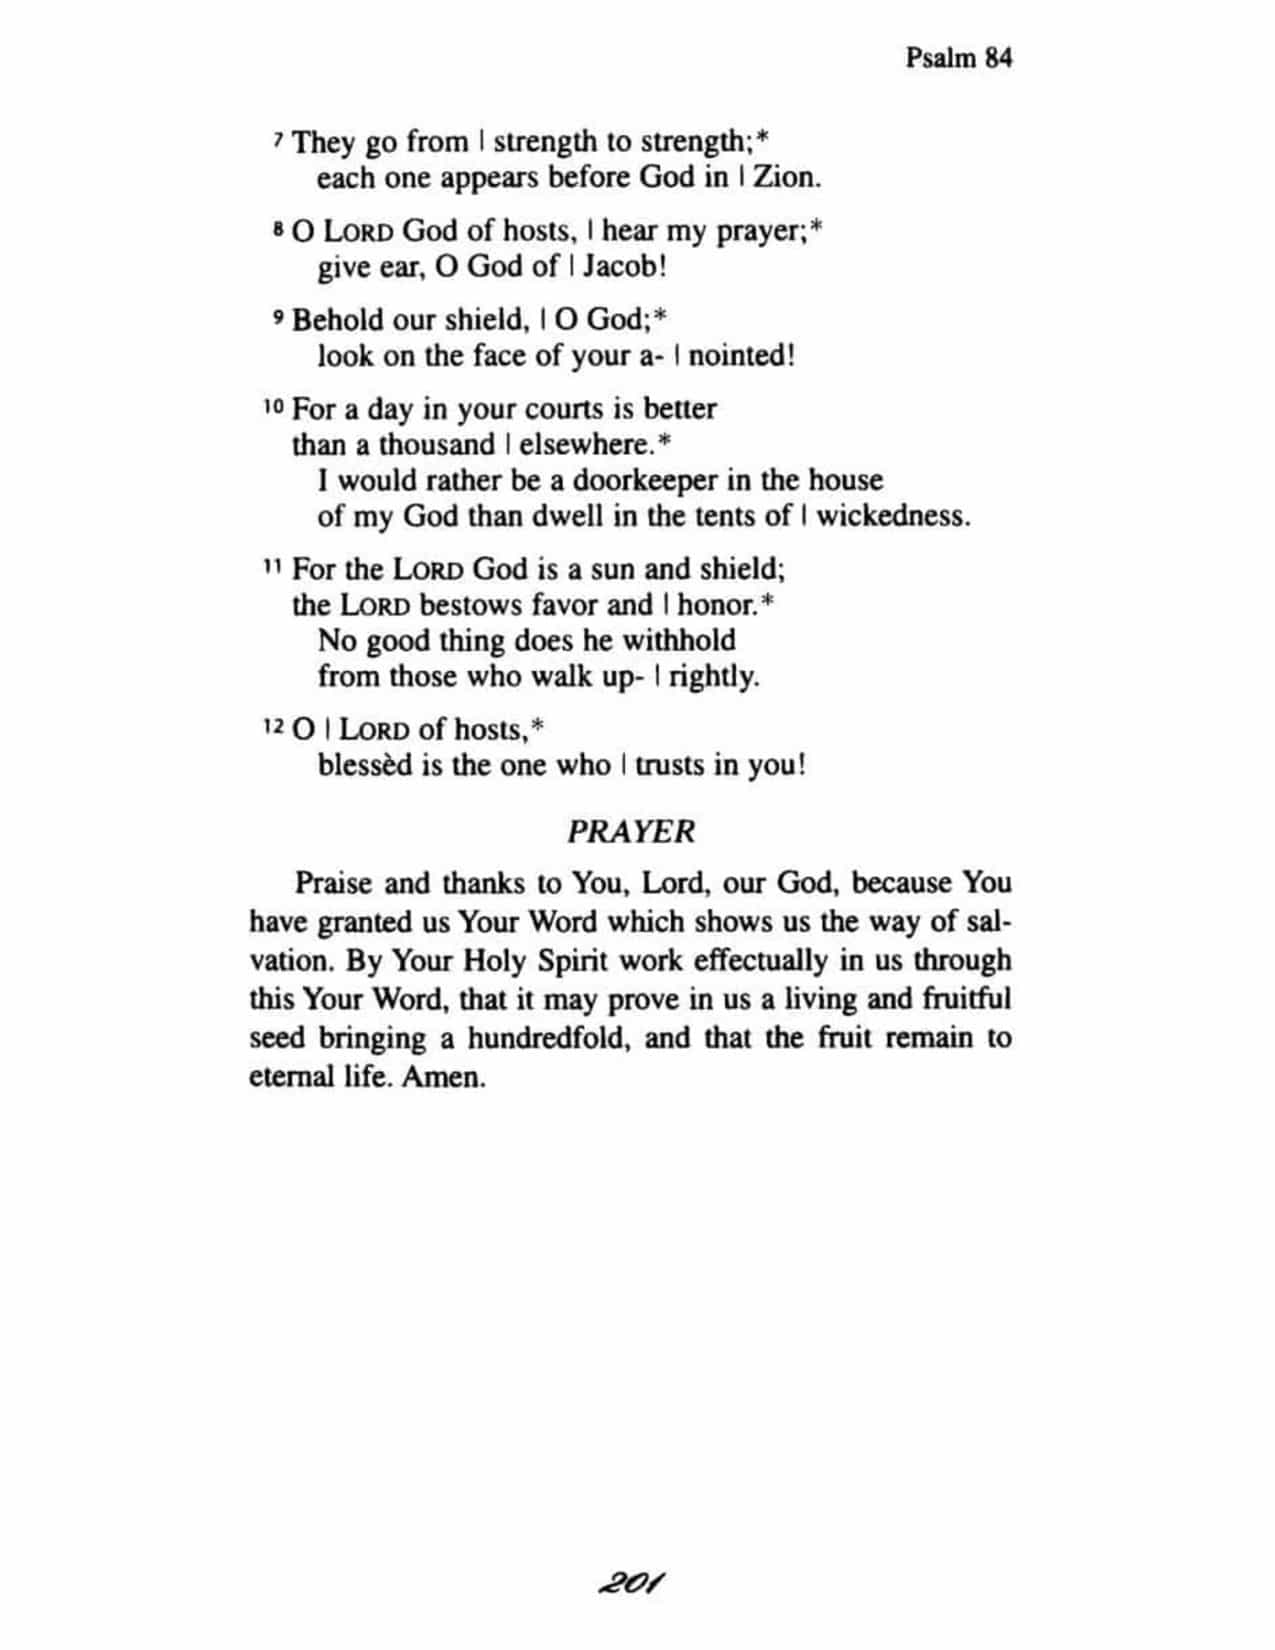 Psalm 84
7 They go from | strength to strength;*
each one appears before God in | Zion.
8 O LORD God of hosts, | hear my prayer;*
give ear, O God of | Jacob!
9 Behold our shield, | O God;*
look on the face of your a- | nointed!
10 For a day in your courts is better
than a thousand | elsewhere.*
I would rather be a doorkeeper in the house
of my God than dwell in the tents of | wickedness.
11 For the LORD God is a sun and shield;
the LORD bestows favor and | honor.*
No good thing does he withhold
from those who walk up- | rightly.
12 O | LORD of hosts,*
blessèd is the one who | trusts in you!
PRAYER
Praise and thanks to You, Lord, our God, because You
have granted us Your Word which shows us the way of sal-
vation. By Your Holy Spirit work effectually in us through
this Your Word, that it may prove in us a living and fruitful
seed bringing a hundredfold, and that the fruit remain to
eternal life. Amen.
201